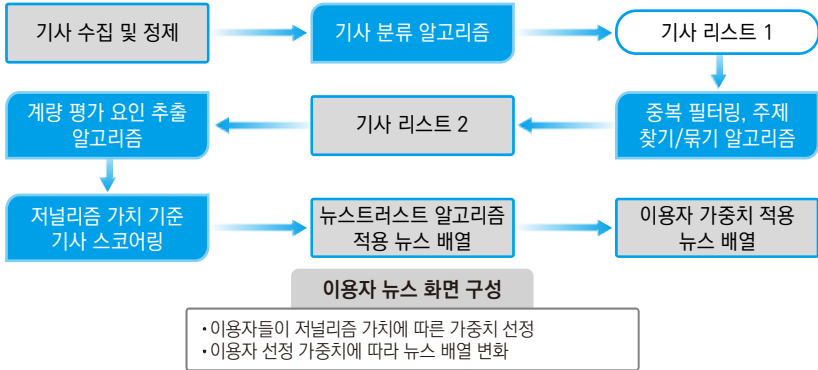 기사 수집 및 정제
기사 분류 알고리즘
기사 리스트 1
중복 필터링, 주제
찾기/묶기 알고리즘
기사 리스트 2
계량 평가 요인 추출
알고리즘
저널리즘 가치 기준
기사 스코어링
뉴스트러스트 알고리즘
적용 뉴스 배열
이용자 가중치 적용
뉴스 배열
이용자 뉴스 화면 구성
•이용자들이 저널리즘 가치에 따른 가중치 선정
•이용자 선정 가중치에 따라 뉴스 배열 변화